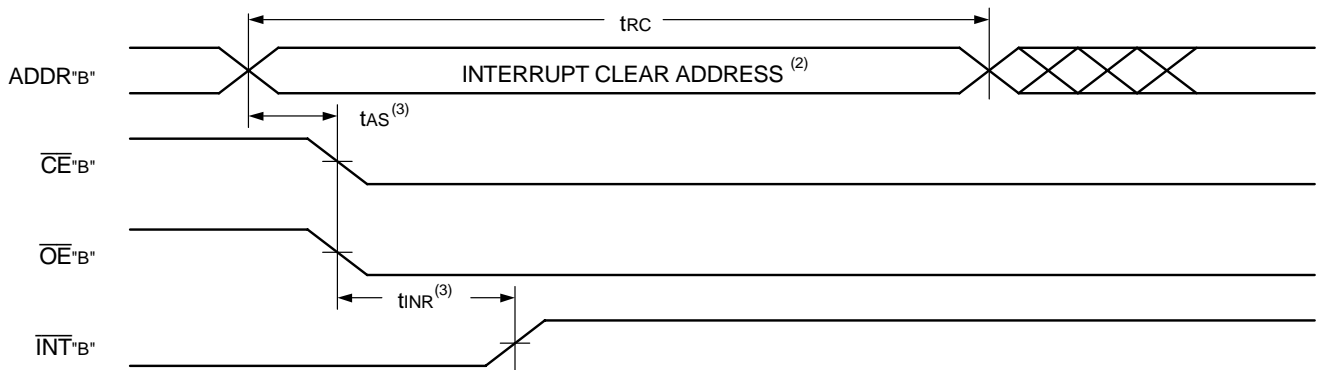 tRC
ADDR"B"
INTERRUPT CLEAR ADDRESS (2)
tAS(3)
CE"B"
OE"B"
tINR(3)
INT"B"